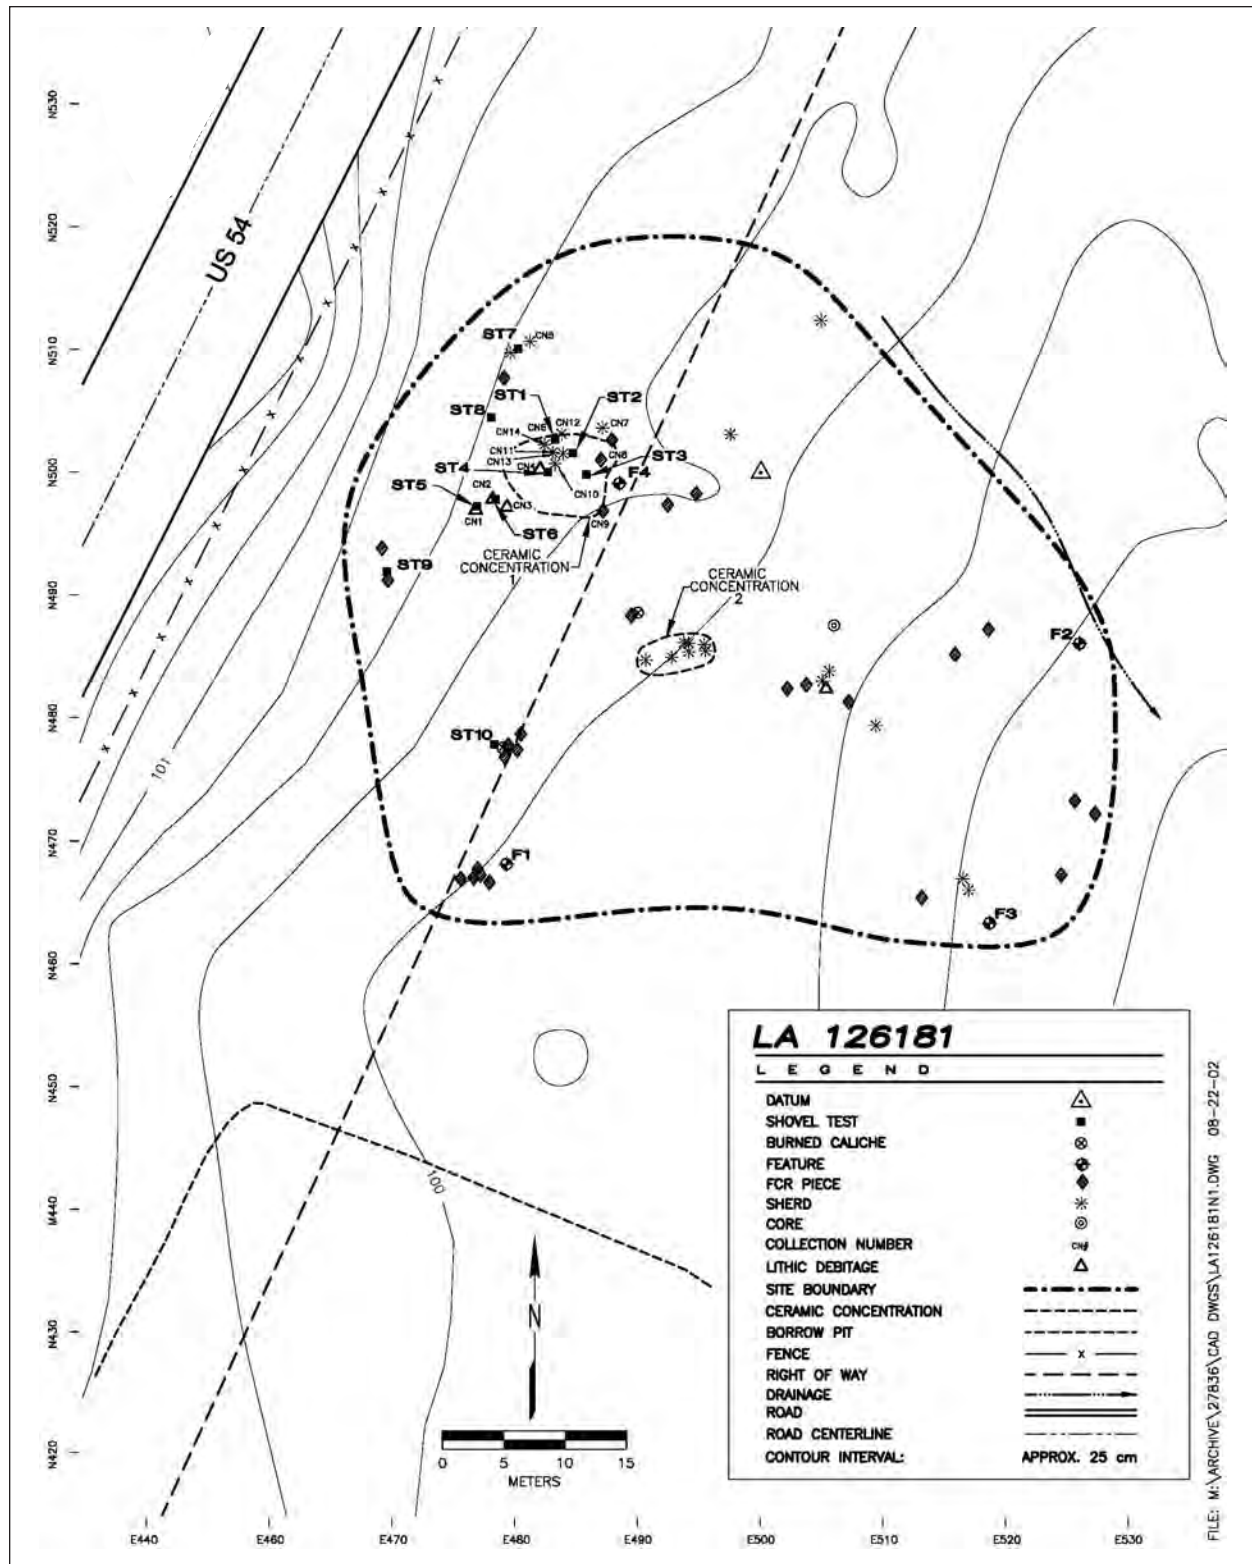 N530
N520
N510
N500
N490
N480
N470
N460
N450
M440
N430
N420
US 54
ST7
CN5
ST1
ST2
ST8
CN6
CN12
CN7
CN14
CN11
CN13
CN8
ST4
CN4
ST3
F4
CN10
ST5
CN2
CN3
CN1
ST6
CN9
ST9
CERAMIC
CONCENTRATION
1
CERAMIC
CONCENTRATION
2
F2
ST10
101
F1
F3
100
N
0 5 10 15
METERS
LA 126181
LEGEND
DATUM
SHOVEL TEST
BURNED CALICHE
FEATURE
FCR PIECE
SHERD
CORE
COLLECTION NUMBER CN#
LITHIC DEBITAGE
SITE BOUNDARY
CERAMIC CONCENTRATION
BORROW PIT
FENCE x
RIGHT OF WAY
DRAINAGE
ROAD
ROAD CENTERLINE
CONTOUR INTERVAL: APPROX. 25 cm
FILE: M:\ARCHIVE\27836\CAD DWGS\LA126181N1.DWG 08-22-02
E440 E460 E470 E480 E490 E500 E510 E520 E530